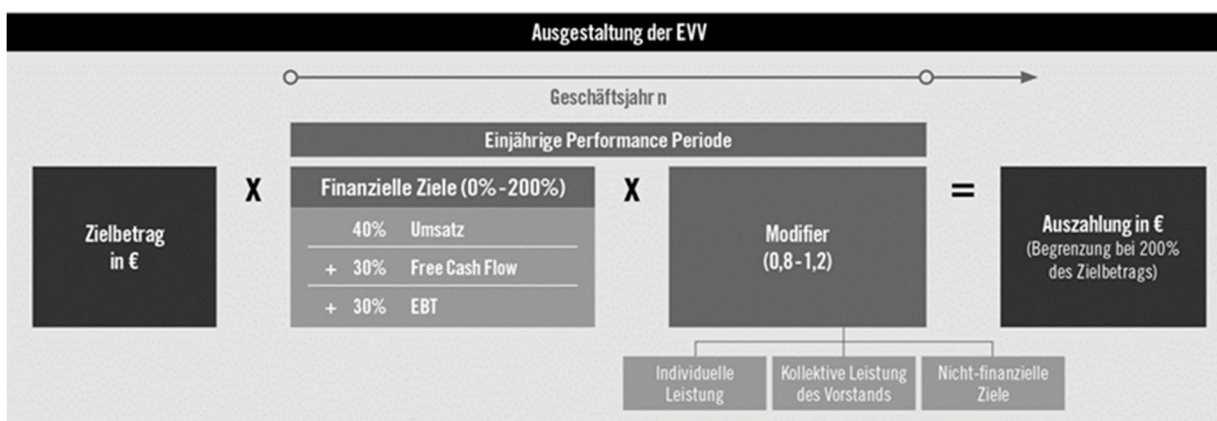 Ausgestaltung der EVV
Geschäftsjahr n
Einjährige Performance Periode
Zielbetrag
in €
X
Finanzielle Ziele (0%-200%)
40% Umsatz
+ 30% Free Cash Flow
+ 30% EBT
X
Modifier
(0,8-1,2)
=
Auszahlung in €
(Begrenzung bei 200%
des Zielbetrags)
Individuelle
Leistung
Kollektive Leistung
des Vorstands
Nicht-finanzielle
Ziele